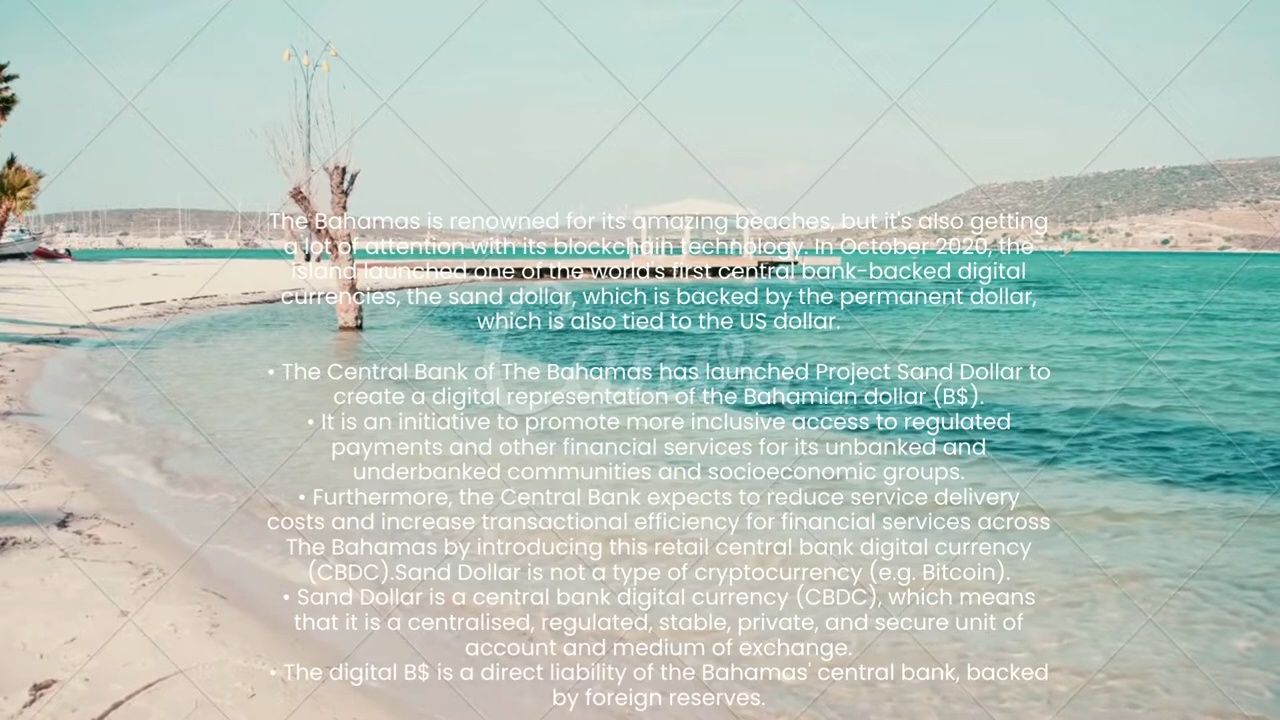 The Bahamas is renowned for its amazing beaches, but it's also getting
a lot of attention with its blockchain technology. In October 2020, the
island launched one of the world's first central bank-backed digital
currencies, the sand dollar, which is backed by the permanent dollar,
which is also tied to the US dollar.
• The Central Bank of The Bahamas has launched Project Sand Dollar to
create a digital representation of the Bahamian dollar (B$).
• It is an initiative to promote more inclusive access to regulated
payments and other financial services for its unbanked and
underbanked communities and socioeconomic groups.
• Furthermore, the Central Bank expects to reduce service delivery
costs and increase transactional efficiency for financial services across
The Bahamas by introducing this retail central bank digital currency
(CBDC).Sand Dollar is not a type of cryptocurrency (e.g. Bitcoin).
• Sand Dollar is a central bank digital currency (CBDC), which means
that it is a centralised, regulated, stable, private, and secure unit of
account and medium of exchange.
• The digital B$ is a direct liability of the Bahamas' central bank, backed
by foreign reserves.
Canva